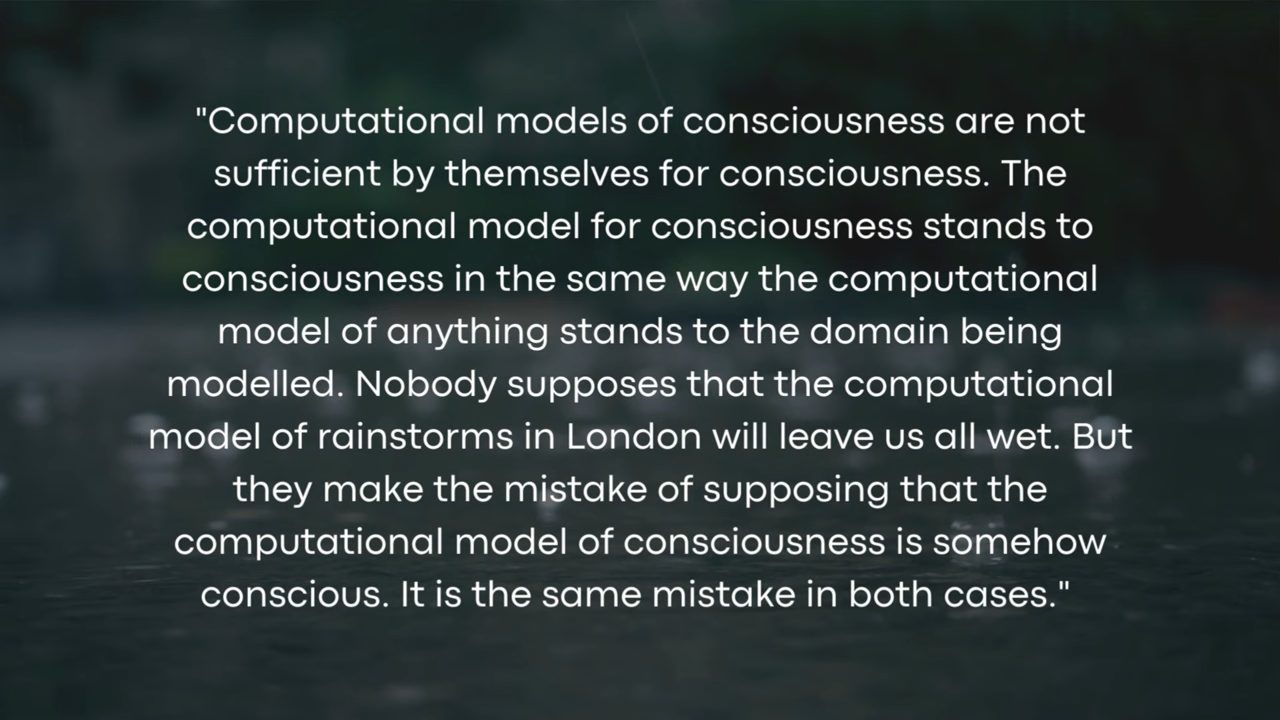 "Computational models of consciousness are not
sufficient by themselves for consciousness. The
computational model for consciousness stands to
consciousness in the same way the computational
model of anything stands to the domain being
modelled. Nobody supposes that the computational
model of rainstorms in London will leave us all wet. But
they make the mistake of supposing that the
computational model of consciousness is somehow
conscious. It is the same mistake in both cases."